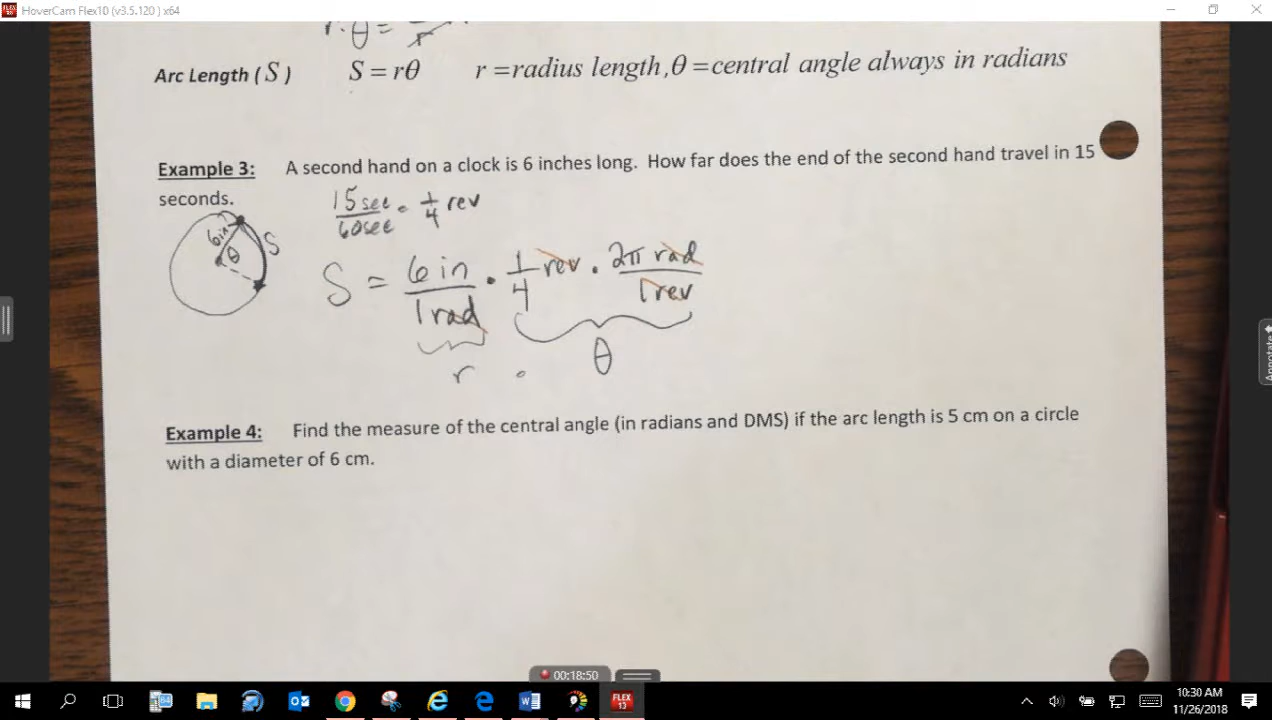 HoverCam Flex10 (v3.5.120) x64
r · θ =
r
Arc Length (S) S = rθ r =radius length,θ =central angle always in radians
Example 3: A second hand on a clock is 6 inches long. How far does the end of the second hand travel in 15
seconds.
15 sec
60 sec
· 1/4 rev
6in
θ
S
S = 6 in / 1 rad · 1/4 rev · 2π rad / 1 rev
r · θ
Example 4: Find the measure of the central angle (in radians and DMS) if the arc length is 5 cm on a circle
with a diameter of 6 cm.
Annotate
00:18:50
FLEX
13
10:30 AM
11/26/2018